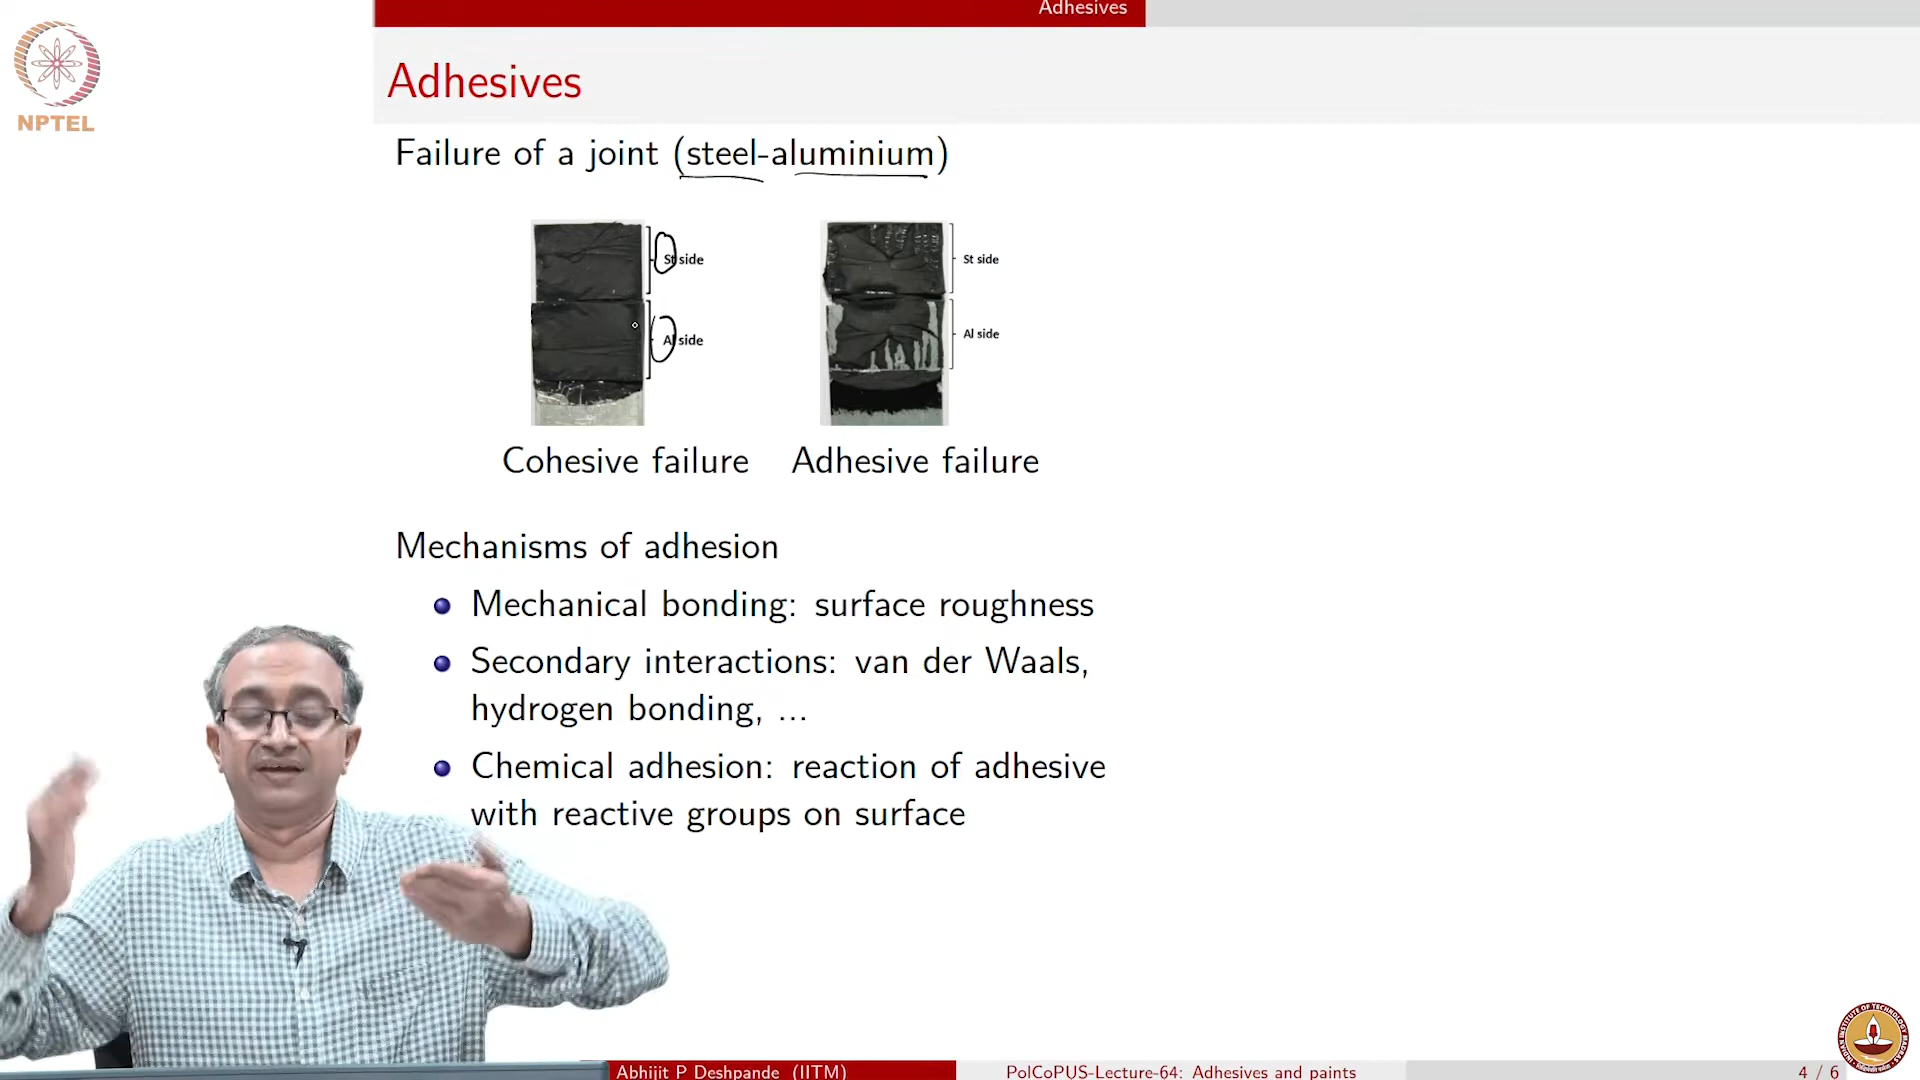 Adhesives
NPTEL
Adhesives
Failure of a joint (steel-aluminium)
St side
Al side
St side
Al side
Cohesive failure
Adhesive failure
Mechanisms of adhesion
Mechanical bonding: surface roughness
Secondary interactions: van der Waals,
hydrogen bonding, ...
Chemical adhesion: reaction of adhesive
with reactive groups on surface
Abhijit P Deshpande (IITM)
PolCoPUS-Lecture-64: Adhesives and paints
4 / 6